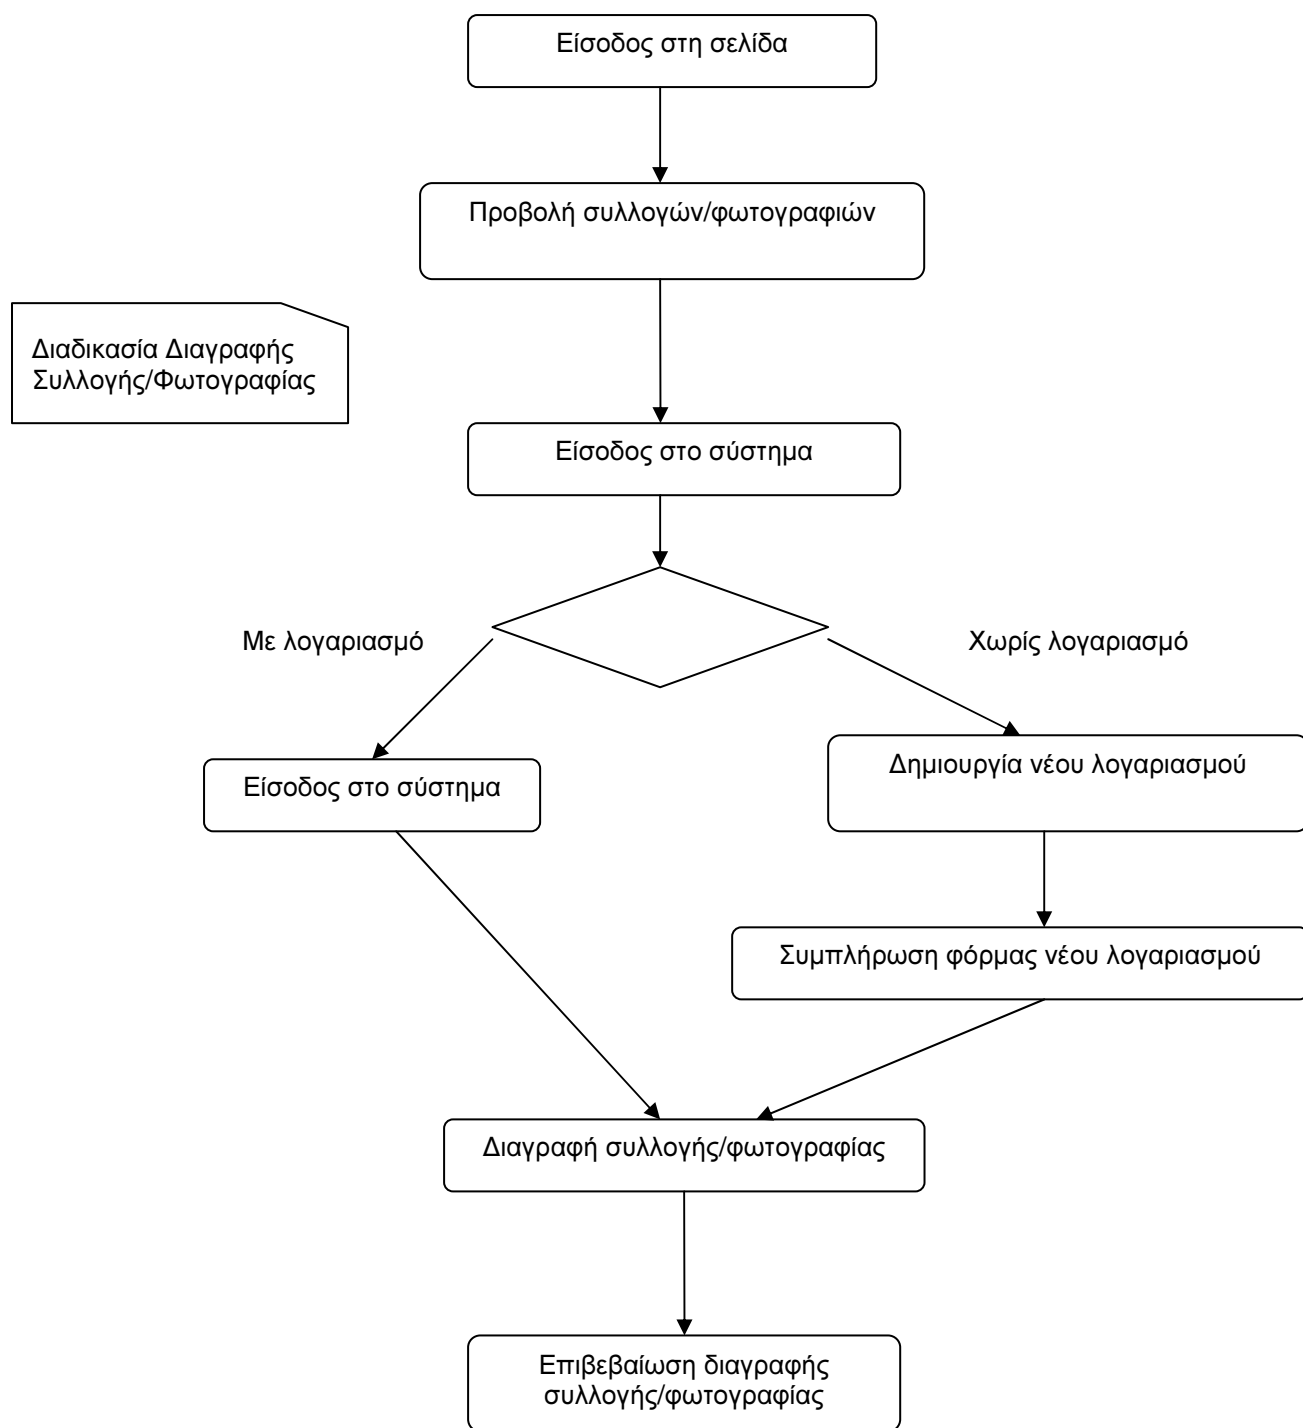 Είσοδος στη σελίδα
Προβολή συλλογών/φωτογραφιών
Διαδικασία Διαγραφής
Συλλογής/Φωτογραφίας
Είσοδος στο σύστημα
Με λογαριασμό
Χωρίς λογαριασμό
Είσοδος στο σύστημα
Δημιουργία νέου λογαριασμού
Συμπλήρωση φόρμας νέου λογαριασμού
Διαγραφή συλλογής/φωτογραφίας
Επιβεβαίωση διαγραφής
συλλογής/φωτογραφίας